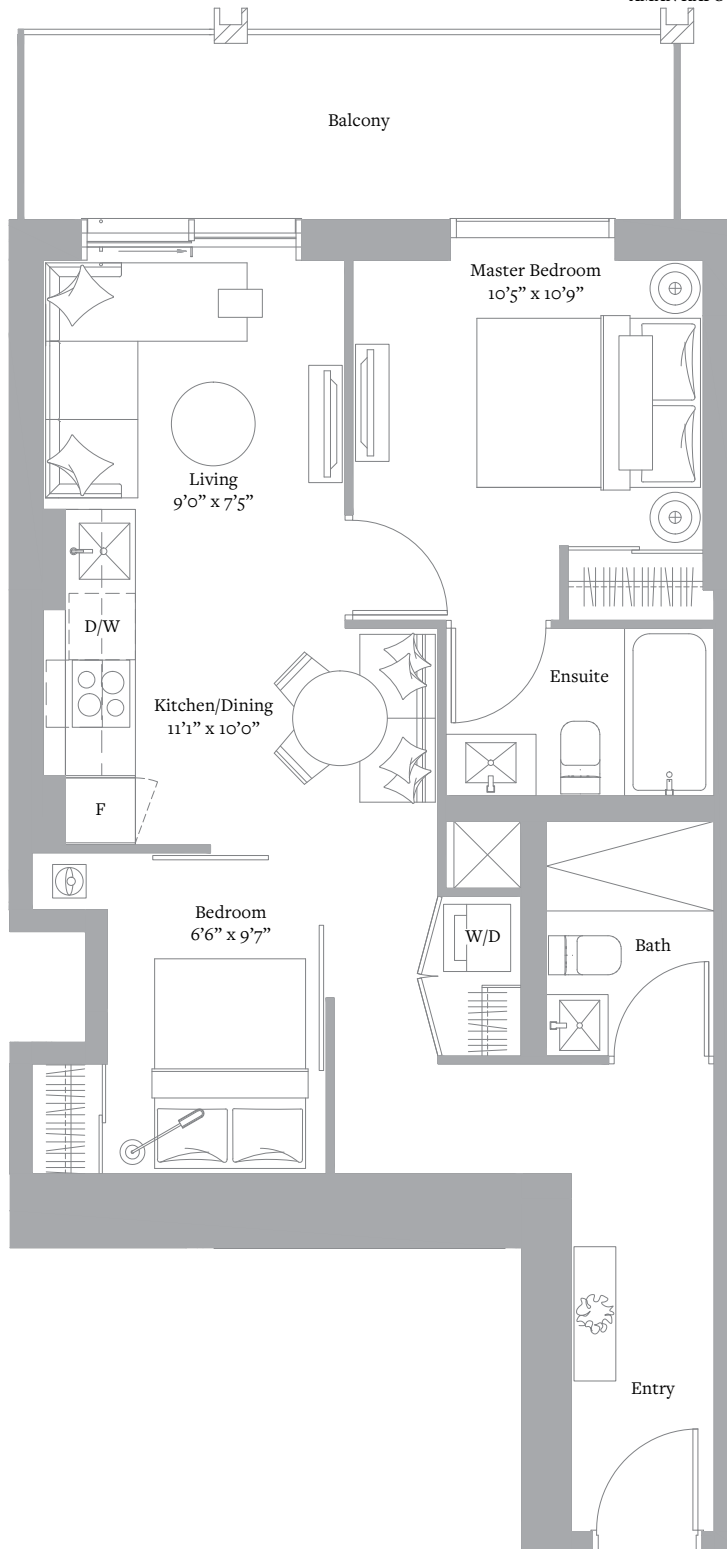 Balcony
Master Bedroom
10’5” x 10’9”
Living
9’0” x 7’5”
D/W
Ensuite
Kitchen/Dining
11’1” x 10’0”
F
Bedroom
6’6” x 9’7”
W/D
Bath
Entry